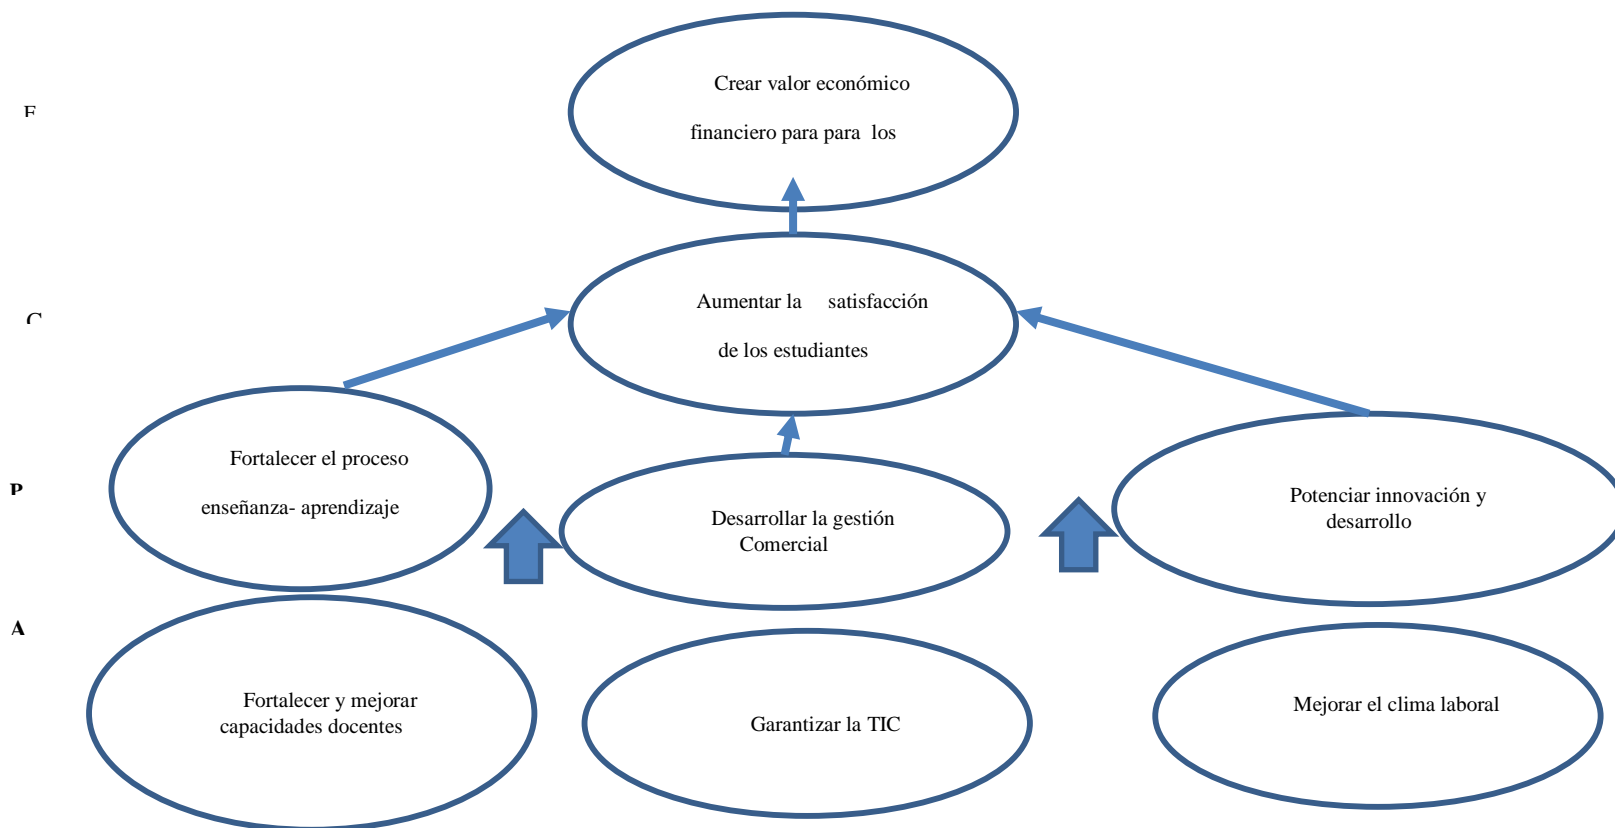 Crear valor económico
financiero para para los
Aumentar la satisfacción
de los estudiantes
Fortalecer el proceso
enseñanza- aprendizaje
P
Desarrollar la gestión
Comercial
Potenciar innovación y
desarrollo
A
Fortalecer y mejorar
capacidades docentes
Garantizar la TIC
Mejorar el clima laboral